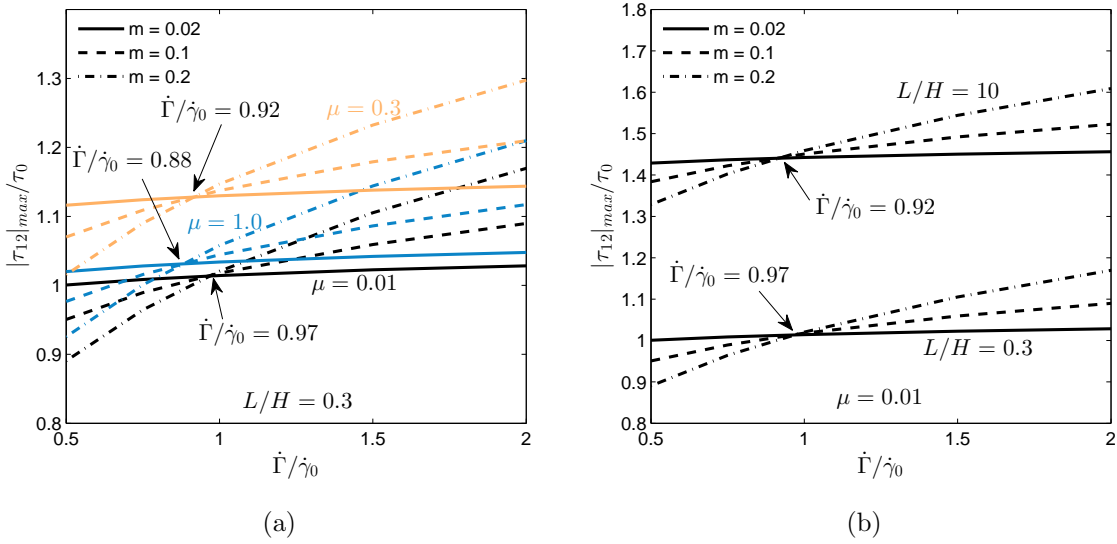 m = 0.02
m = 0.1
m = 0.2
Γ̇/γ̇₀ = 0.92
μ = 0.3
Γ̇/γ̇₀ = 0.88
μ = 1.0
μ = 0.01
Γ̇/γ̇₀ = 0.97
L/H = 0.3
1.3
1.2
1.1
1
0.9
0.8
0.5
1
1.5
2
|τ₁₂|ₘₐₓ/τ₀
Γ̇/γ̇₀
(a)
m = 0.02
m = 0.1
m = 0.2
L/H = 10
Γ̇/γ̇₀ = 0.92
Γ̇/γ̇₀ = 0.97
L/H = 0.3
μ = 0.01
1.8
1.7
1.6
1.5
1.4
1.3
1.2
1.1
1
0.9
0.8
0.5
1
1.5
2
|τ₁₂|ₘₐₓ/τ₀
Γ̇/γ̇₀
(b)